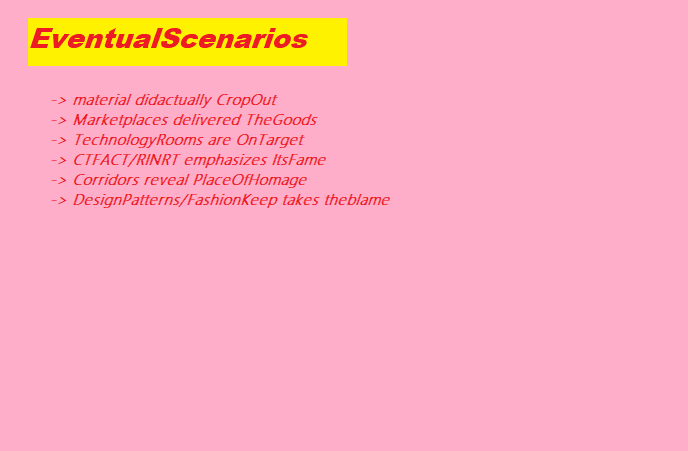 EventualScenarios
-> material didactually CropOut
-> Marketplaces delivered TheGoods
-> TechnologyRooms are OnTarget
-> CTFACT/RINRT emphasizes ItsFame
-> Corridors reveal PlaceOfHomage
-> DesignPatterns/FashionKeep takes theblame